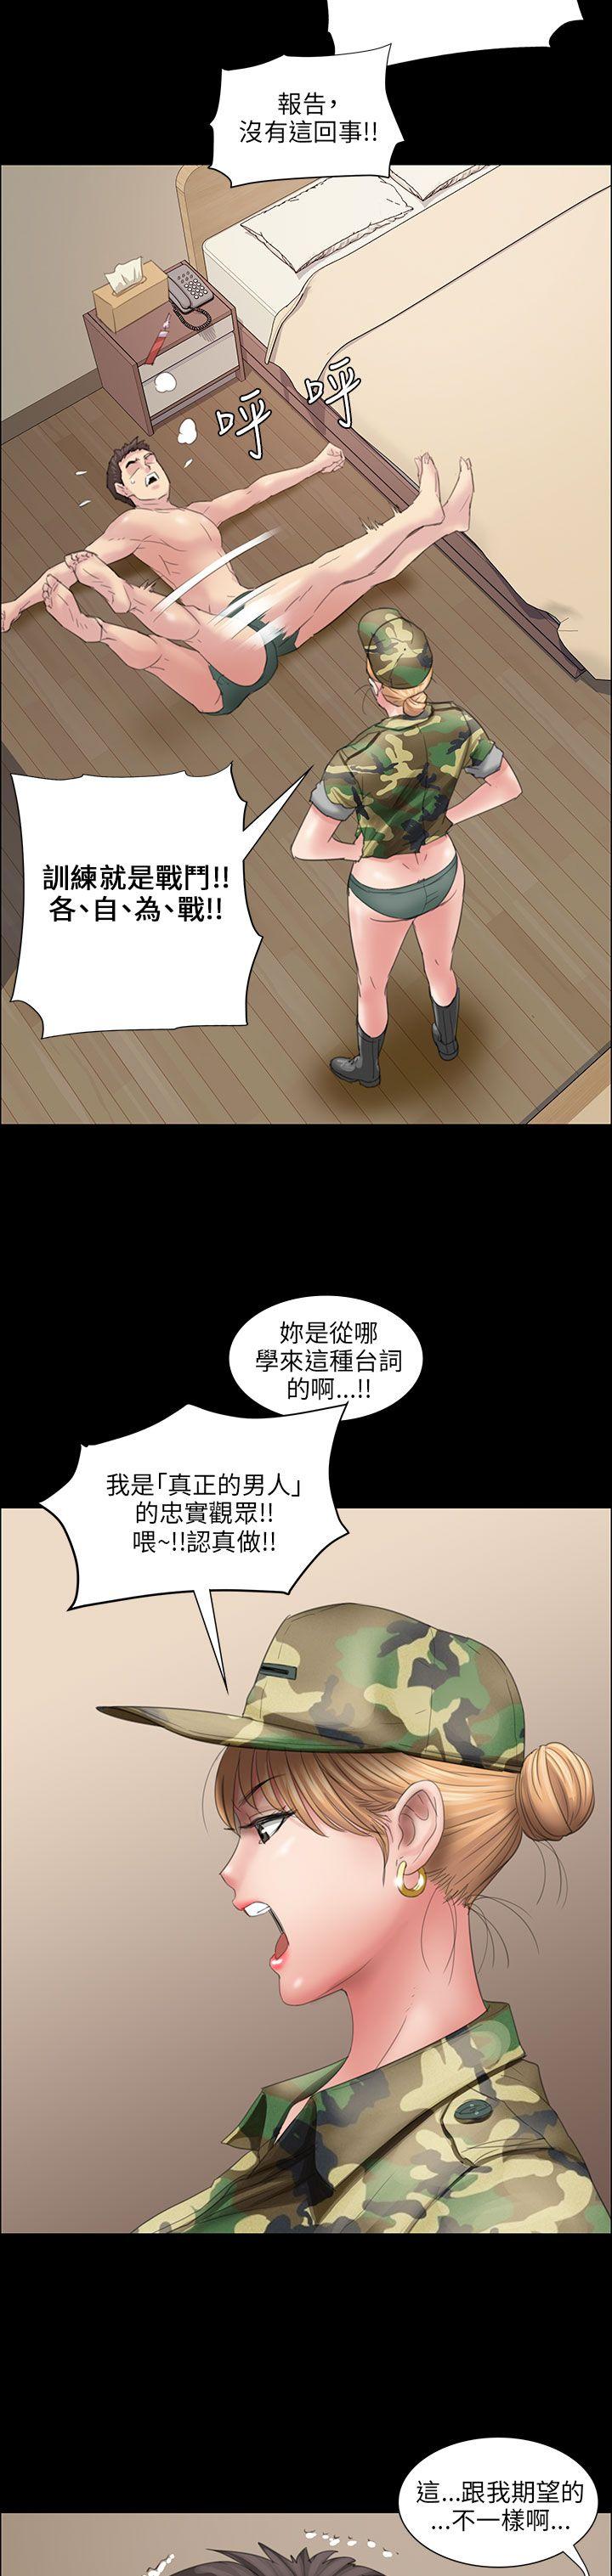 報告,
沒有這回事!!
呼
呼
訓練就是戰鬥!!
各、自、為、戰!!
妳是從哪
學來這種台詞
的啊...!!
我是「真正的男人」
的忠實觀眾!!
喂~!!認真做!!
這...跟我期望的
...不一樣啊...